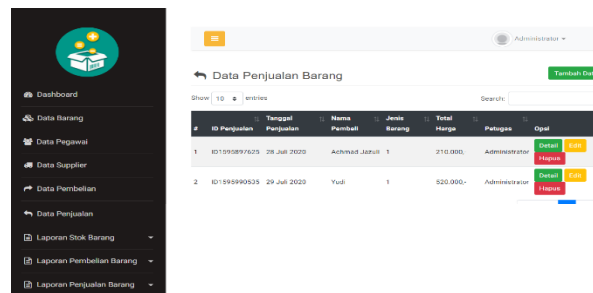 Dashboard
Data Barang
Data Pegawai
Data Supplier
Data Pembelian
Data Penjualan
Laporan Stok Barang
Laporan Pembelian Barang
Laporan Penjualan Barang
Administrator
Data Penjualan Barang
Tambah Dat
Show 10 entries
Search:
# ID Penjualan Tanggal Penjualan Nama Pembeli Jenis Barang Total Harga Petugas Opsi
1 ID1595897625 28 Juli 2020 Achmad Jazuli 1 210.000,- Administrator Detail Edit Hapus
2 ID1595990535 29 Juli 2020 Yudi 1 520.000,- Administrator Detail Edit Hapus